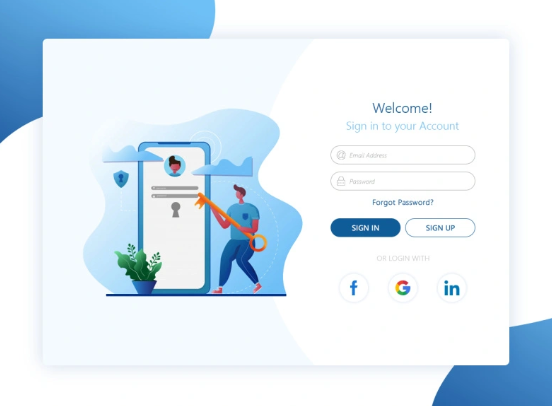 Welcome!
Sign in to your Account
Email Address
Password
Forgot Password?
SIGN IN
SIGN UP
OR LOGIN WITH
f
G
in